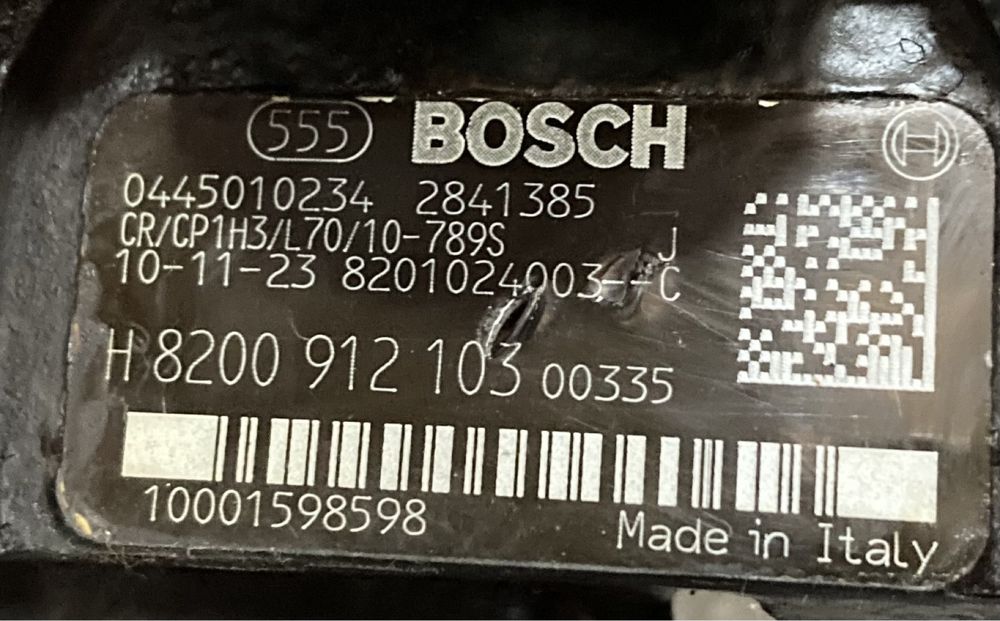 555 BOSCH
0445010234 2841385
CR/CP1H3/L70/10-789S J
10-11-23 8201024003--C
H 8200 912 103 00335
10001598598
Made in Italy